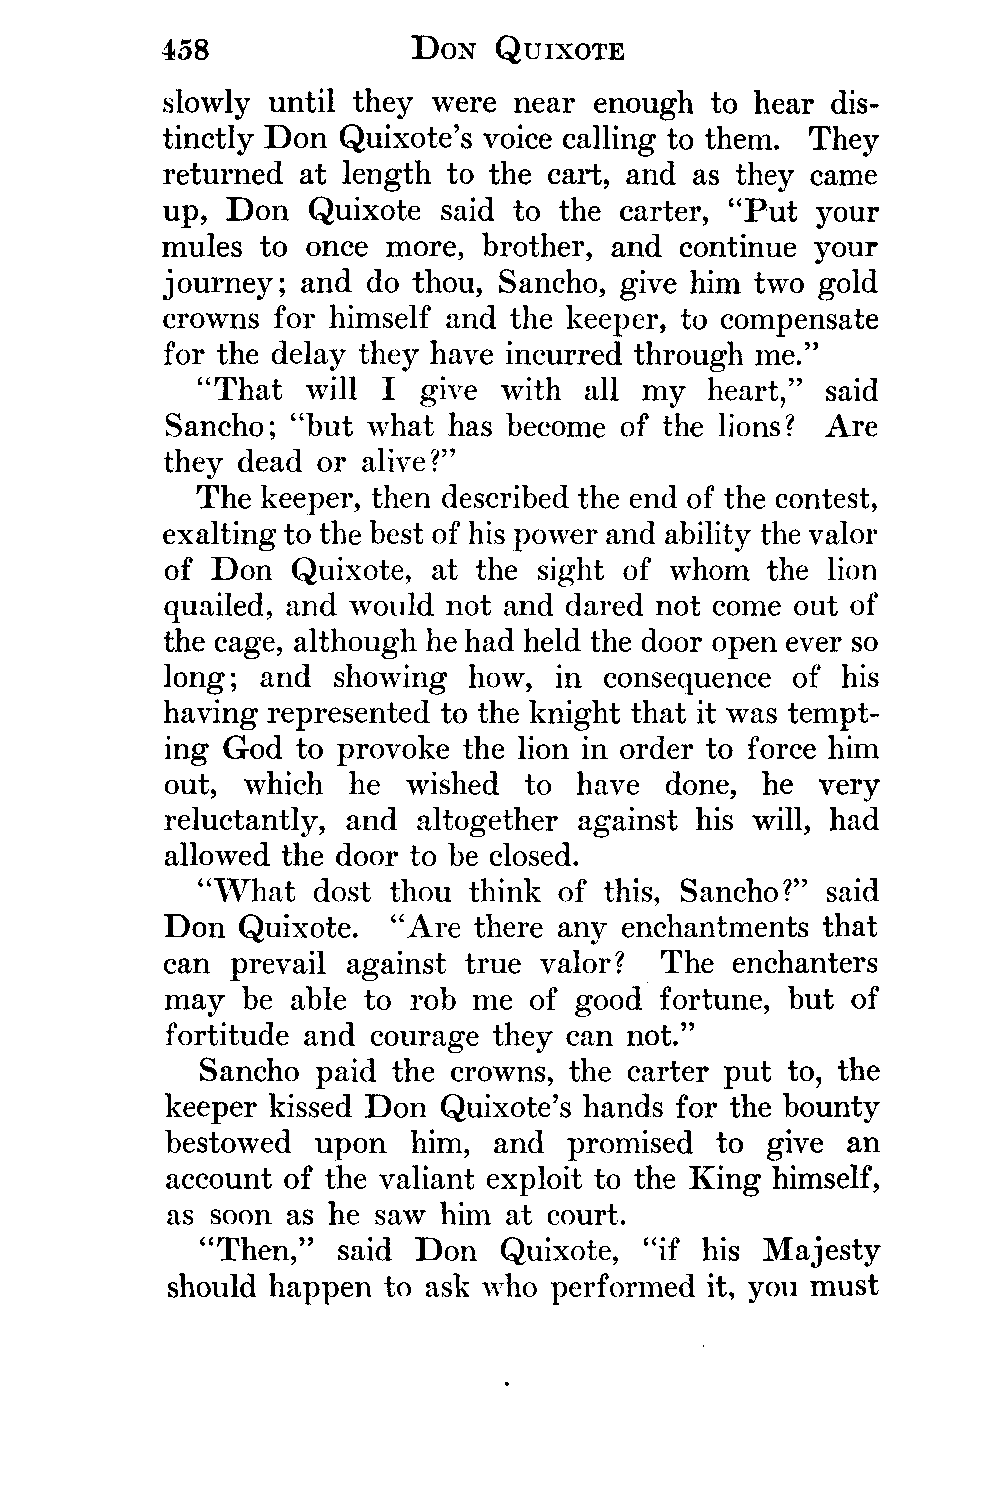 458 DON QUIXOTE
slowly until they were near enough to hear dis-
tinctly Don Quixote's voice calling to them. They
returned at length to the cart, and as they came
up, Don Quixote said to the carter, “Put your
mules to once more, brother, and continue your
journey; and do thou, Sancho, give him two gold
crowns for himself and the keeper, to compensate
for the delay they have incurred through me.”
“That will I give with all my heart,” said
Sancho; “but what has become of the lions? Are
they dead or alive?”
The keeper, then described the end of the contest,
exalting to the best of his power and ability the valor
of Don Quixote, at the sight of whom the lion
quailed, and would not and dared not come out of
the cage, although he had held the door open ever so
long; and showing how, in consequence of his
having represented to the knight that it was tempt-
ing God to provoke the lion in order to force him
out, which he wished to have done, he very
reluctantly, and altogether against his will, had
allowed the door to be closed.
“What dost thou think of this, Sancho?” said
Don Quixote. “Are there any enchantments that
can prevail against true valor? The enchanters
may be able to rob me of good fortune, but of
fortitude and courage they can not.”
Sancho paid the crowns, the carter put to, the
keeper kissed Don Quixote's hands for the bounty
bestowed upon him, and promised to give an
account of the valiant exploit to the King himself,
as soon as he saw him at court.
“Then,” said Don Quixote, “if his Majesty
should happen to ask who performed it, you must